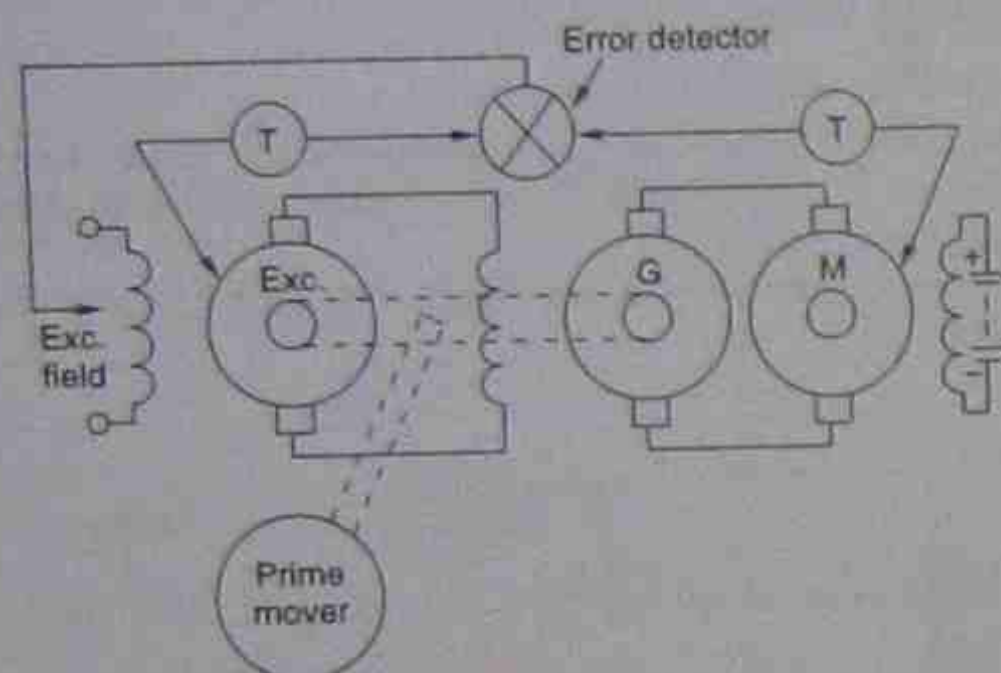 Error detector
T
T
Exc.
G
M
+
Exc.
field
−
Prime
mover